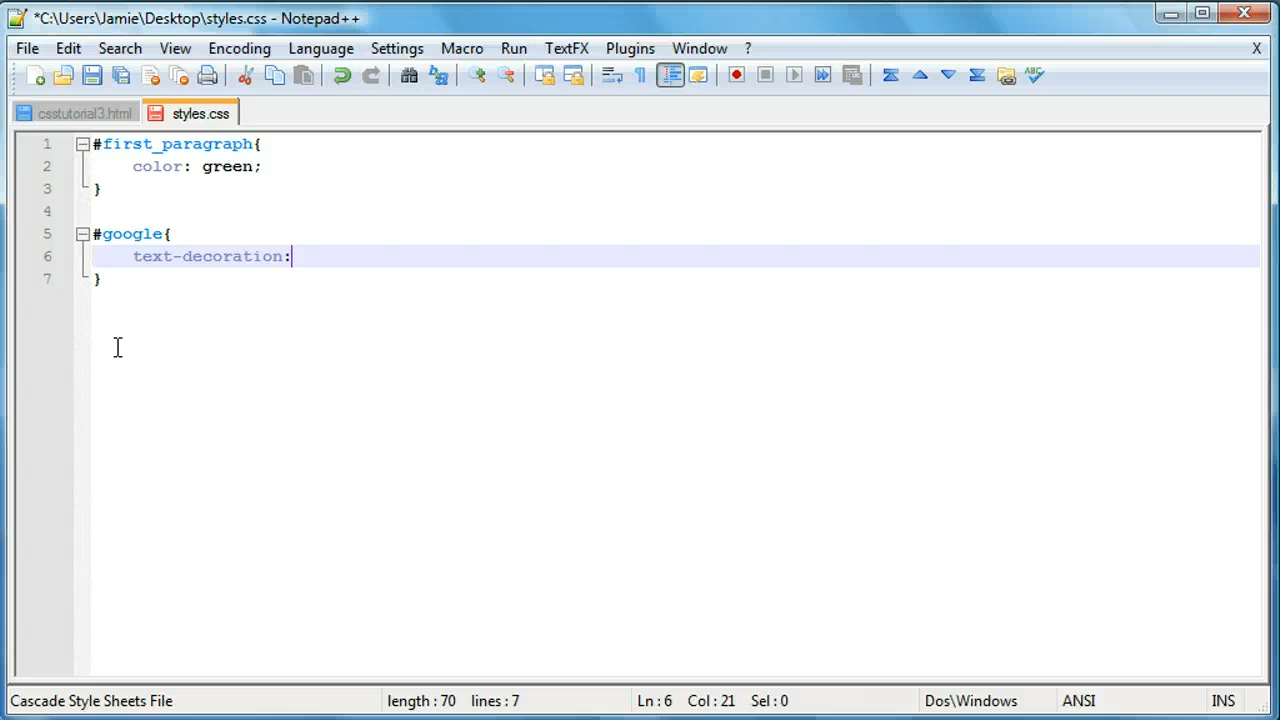 *C:\Users\Jamie\Desktop\styles.css - Notepad++
File Edit Search View Encoding Language Settings Macro Run TextFX Plugins Window ? X
ABC
csstutorial3.html styles.css
1 #first_paragraph{
2 color: green;
3 }
4
5 #google{
6 text-decoration:
7 }
Cascade Style Sheets File length : 70 lines : 7 Ln : 6 Col : 21 Sel : 0 Dos\Windows ANSI INS